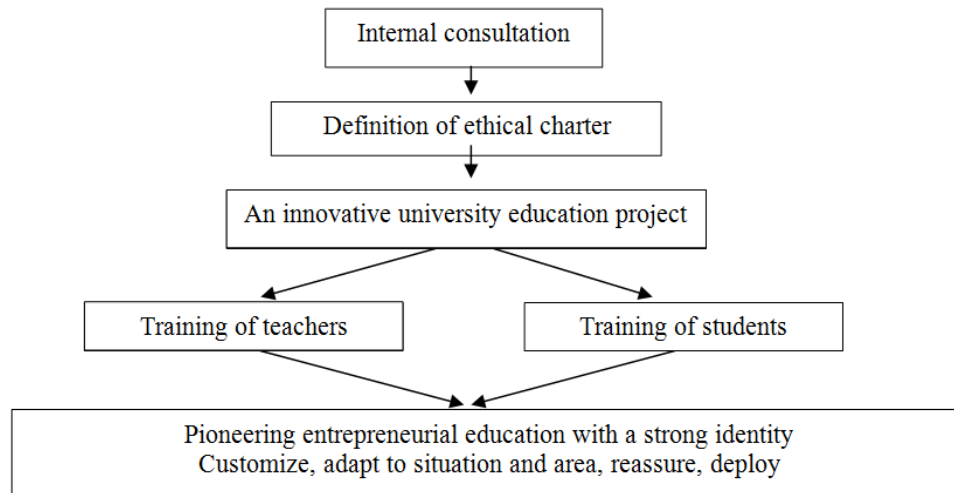 Internal consultation
Definition of ethical charter
An innovative university education project
Training of teachers
Training of students
Pioneering entrepreneurial education with a strong identity
Customize, adapt to situation and area, reassure, deploy